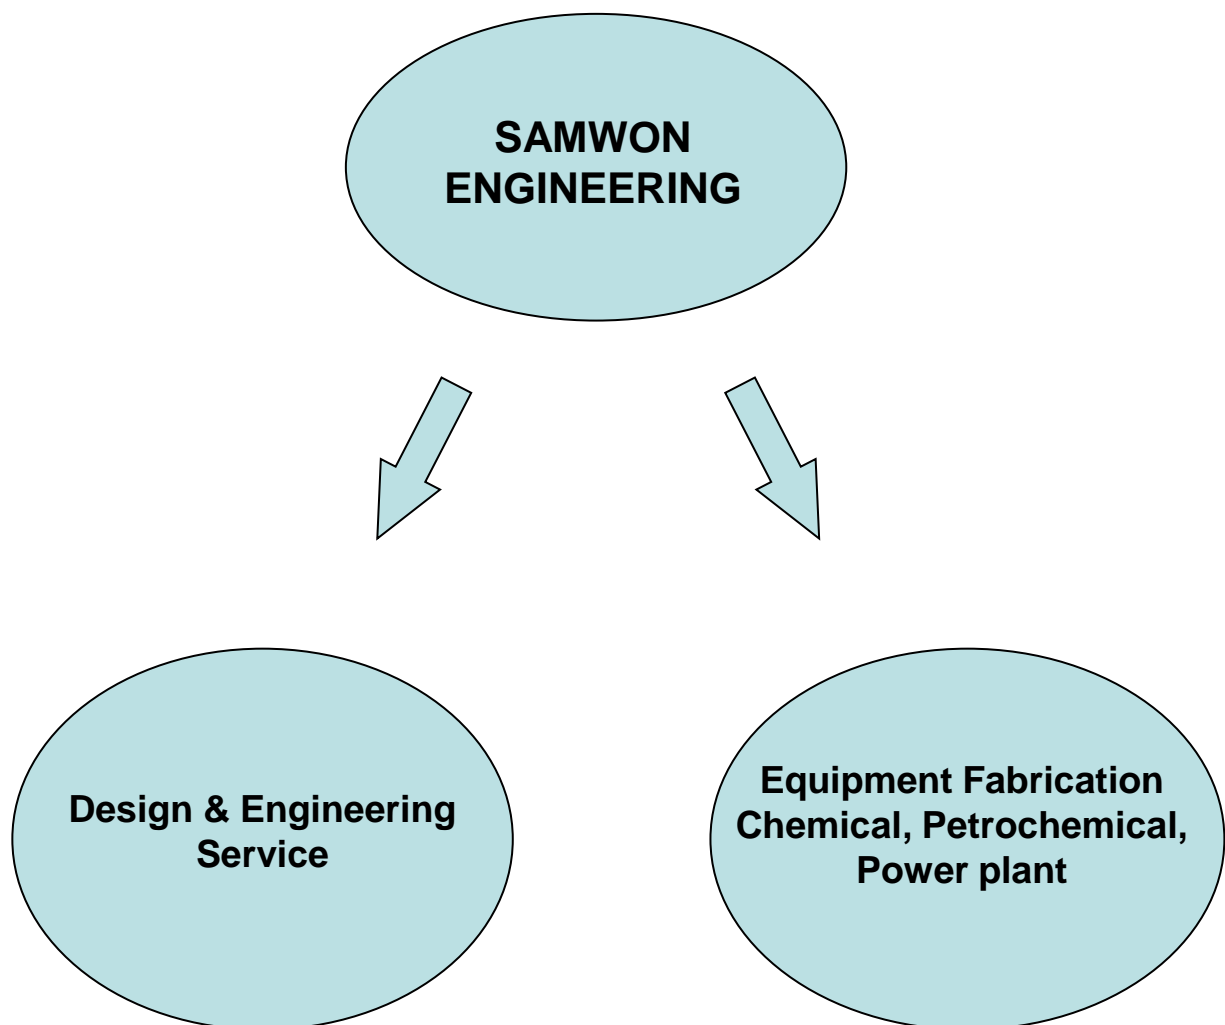 SAMWON
ENGINEERING
Design & Engineering
Service
Equipment Fabrication
Chemical, Petrochemical,
Power plant